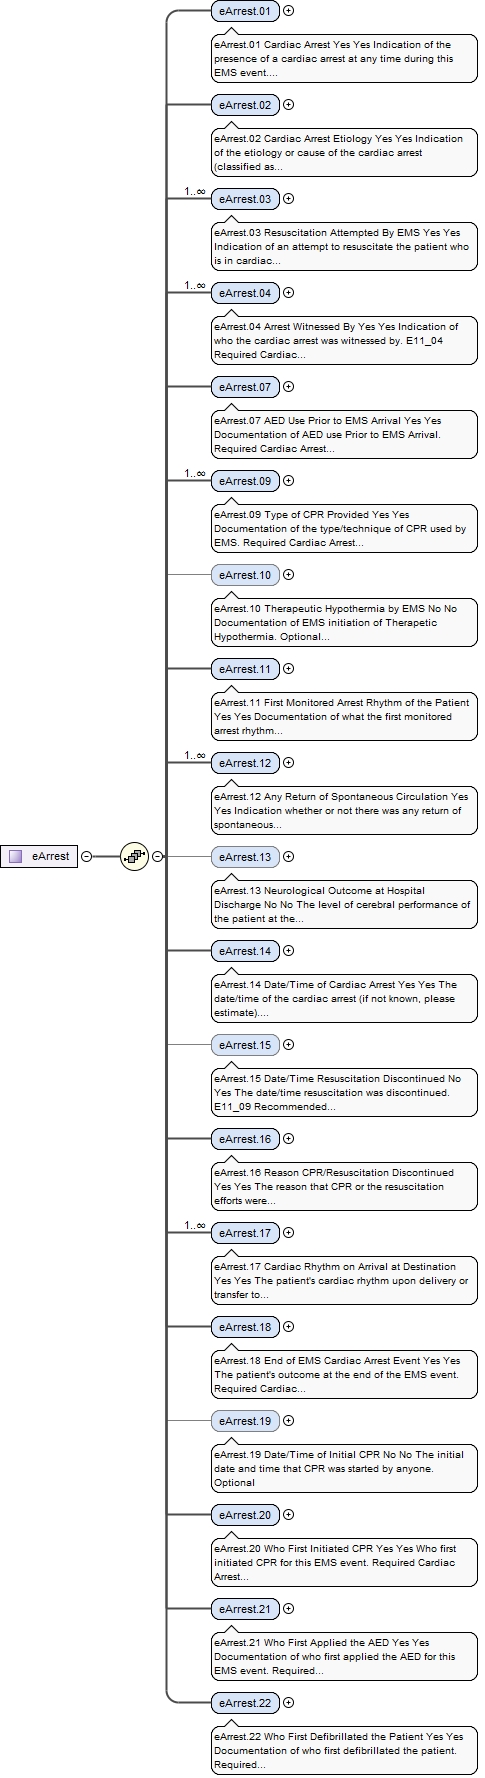 eArrest.01
eArrest.01 Cardiac Arrest Yes Yes Indication of the
presence of a cardiac arrest at any time during this
EMS event....
eArrest.02
eArrest.02 Cardiac Arrest Etiology Yes Yes Indication
of the etiology or cause of the cardiac arrest
(classified as...
1..∞
eArrest.03
eArrest.03 Resuscitation Attempted By EMS Yes Yes
Indication of an attempt to resuscitate the patient who
is in cardiac...
1..∞
eArrest.04
eArrest.04 Arrest Witnessed By Yes Yes Indication of
who the cardiac arrest was witnessed by. E11_04
Required Cardiac...
eArrest.07
eArrest.07 AED Use Prior to EMS Arrival Yes Yes
Documentation of AED use Prior to EMS Arrival.
Required Cardiac Arrest...
1..∞
eArrest.09
eArrest.09 Type of CPR Provided Yes Yes
Documentation of the type/technique of CPR used by
EMS. Required Cardiac Arrest...
eArrest.10
eArrest.10 Therapeutic Hypothermia by EMS No No
Documentation of EMS initiation of Therapetic
Hypothermia. Optional...
eArrest.11
eArrest.11 First Monitored Arrest Rhythm of the Patient
Yes Yes Documentation of what the first monitored
arrest rhythm...
1..∞
eArrest.12
eArrest.12 Any Return of Spontaneous Circulation Yes
Yes Indication whether or not there was any return of
spontaneous...
eArrest
eArrest.13
eArrest.13 Neurological Outcome at Hospital
Discharge No No The level of cerebral performance of
the patient at the...
eArrest.14
eArrest.14 Date/Time of Cardiac Arrest Yes Yes The
date/time of the cardiac arrest (if not known, please
estimate)....
eArrest.15
eArrest.15 Date/Time Resuscitation Discontinued No
Yes The date/time resuscitation was discontinued.
E11_09 Recommended...
eArrest.16
eArrest.16 Reason CPR/Resuscitation Discontinued
Yes Yes The reason that CPR or the resuscitation
efforts were...
1..∞
eArrest.17
eArrest.17 Cardiac Rhythm on Arrival at Destination
Yes Yes The patient's cardiac rhythm upon delivery or
transfer to...
eArrest.18
eArrest.18 End of EMS Cardiac Arrest Event Yes Yes
The patient's outcome at the end of the EMS event.
Required Cardiac...
eArrest.19
eArrest.19 Date/Time of Initial CPR No No The initial
date and time that CPR was started by anyone.
Optional
eArrest.20
eArrest.20 Who First Initiated CPR Yes Yes Who first
initiated CPR for this EMS event. Required Cardiac
Arrest...
eArrest.21
eArrest.21 Who First Applied the AED Yes Yes
Documentation of who first applied the AED for this
EMS event. Required...
eArrest.22
eArrest.22 Who First Defibrillated the Patient Yes Yes
Documentation of who first defibrillated the patient.
Required...